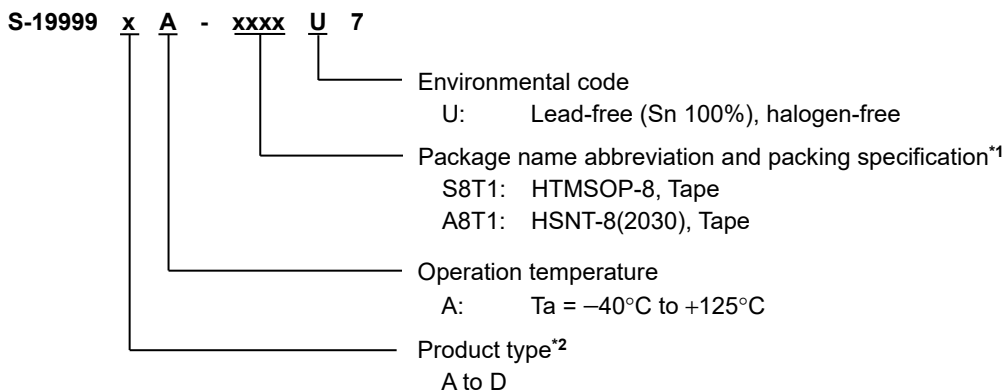 S-19999 x A - xxxx U 7
Environmental code
U: Lead-free (Sn 100%), halogen-free
Package name abbreviation and packing specification*1
S8T1: HTMSOP-8, Tape
A8T1: HSNT-8(2030), Tape
Operation temperature
A: Ta = −40°C to +125°C
Product type*2
A to D